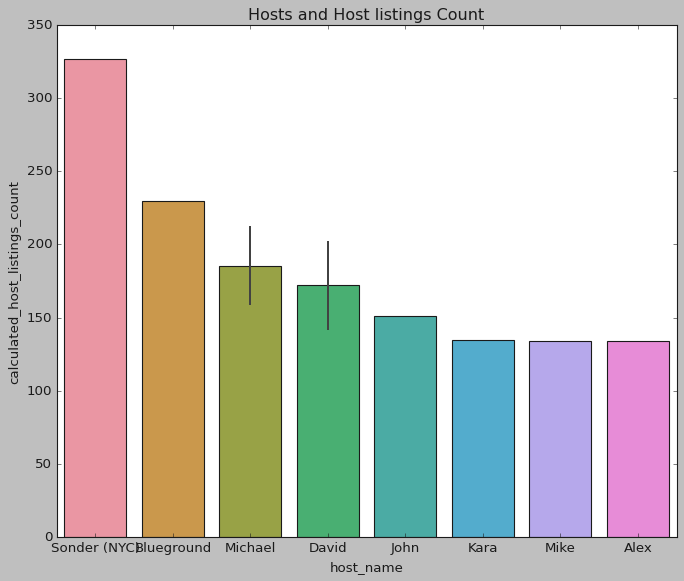 Hosts and Host listings Count
calculated_host_listings_count
350
300
250
200
150
100
50
0
Sonder (NYC) Blueground Michael David John Kara Mike Alex
host_name